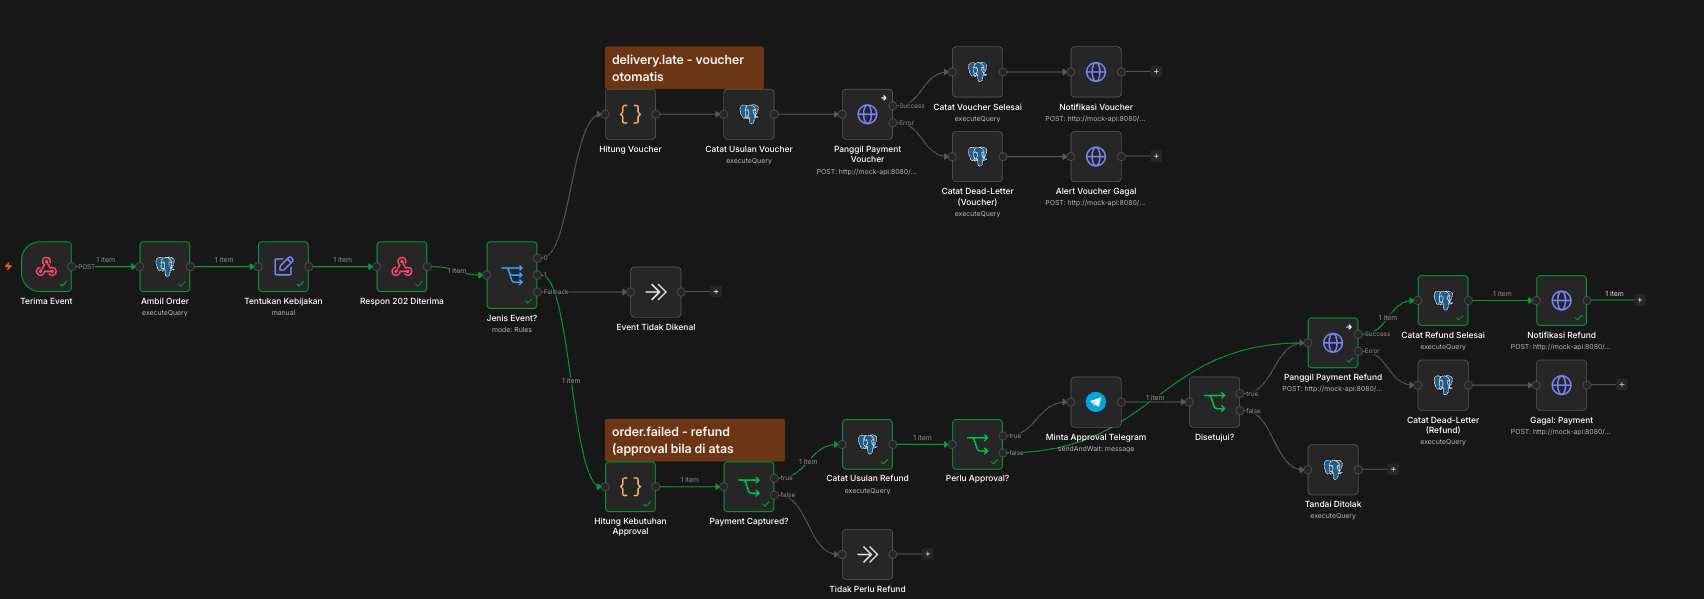 delivery.late - voucher
otomatis
Hitung Voucher
Catat Usulan Voucher
executeQuery
Panggil Payment
Voucher
POST: http://mock-api:8080/...
Success
Error
Catat Voucher Selesai
executeQuery
Notifikasi Voucher
POST: http://mock-api:8080/...
Catat Dead-Letter
(Voucher)
executeQuery
Alert Voucher Gagal
POST: http://mock-api:8080/...
Terima Event
POST
1 item
Ambil Order
executeQuery
1 item
Tentukan Kebijakan
manual
1 item
Respon 202 Diterima
1 item
Jenis Event?
mode: Rules
0
1
Fallback
Event Tidak Dikenal
1 item
order.failed - refund
(approval bila di atas
Hitung Kebutuhan
Approval
1 item
Payment Captured?
true
false
1 item
Tidak Perlu Refund
Catat Usulan Refund
executeQuery
1 item
Perlu Approval?
true
false
Minta Approval Telegram
sendAndWait: message
1 item
Disetujui?
true
false
Tandai Ditolak
executeQuery
Panggil Payment Refund
POST: http://mock-api:8080/...
Success
Error
1 item
Catat Refund Selesai
executeQuery
1 item
Notifikasi Refund
POST: http://mock-api:8080/...
1 item
Catat Dead-Letter
(Refund)
executeQuery
Gagal: Payment
POST: http://mock-api:8080/...